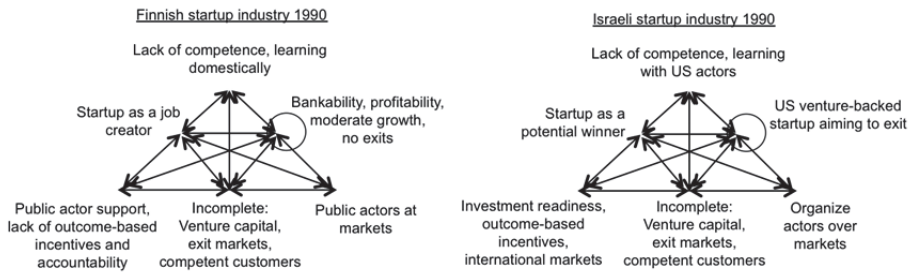 Finnish startup industry 1990
Lack of competence, learning
domestically
Startup as a job
creator
Bankability, profitability,
moderate growth,
no exits
Public actor support,
lack of outcome-based
incentives and
accountability
Incomplete:
Venture capital,
exit markets,
competent customers
Public actors at
markets
Israeli startup industry 1990
Lack of competence, learning
with US actors
Startup as a
potential winner
US venture-backed
startup aiming to exit
Investment readiness,
outcome-based
incentives,
international markets
Incomplete:
Venture capital,
exit markets,
competent customers
Organize
actors over
markets